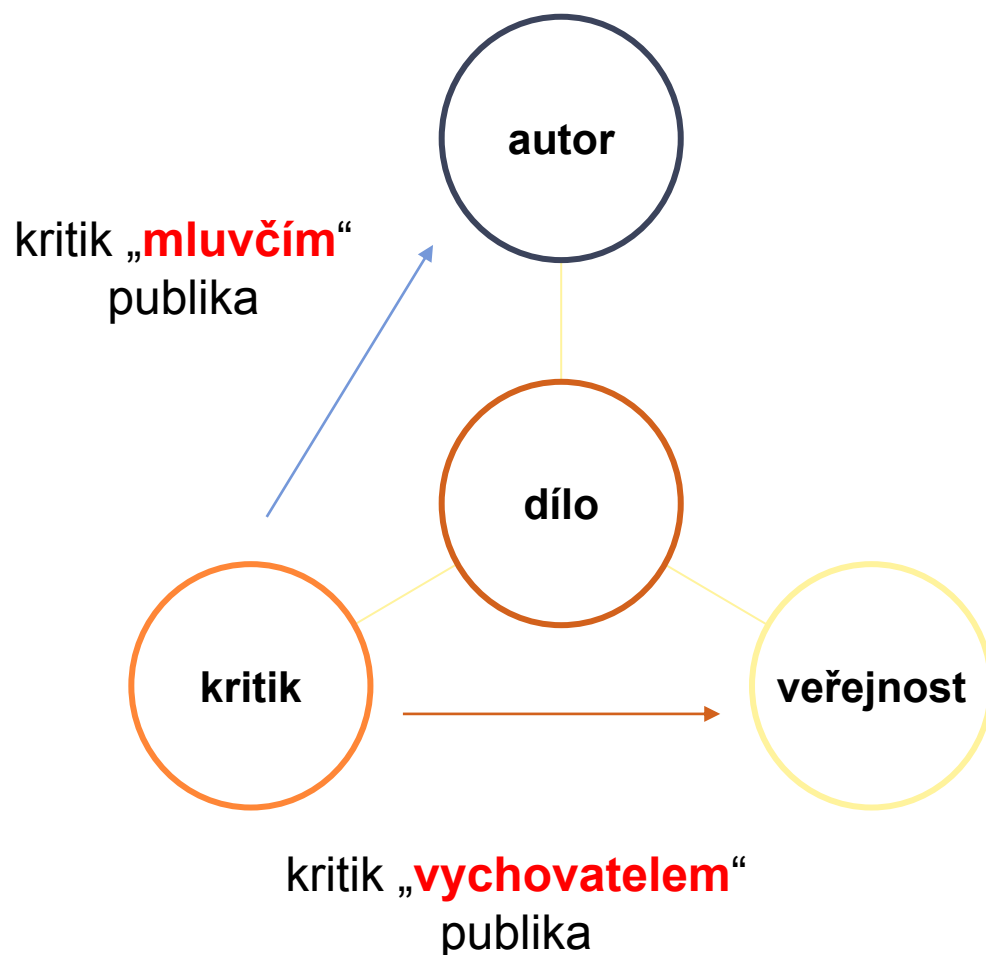 autor
kritik „mluvčím“
publika
dílo
kritik
veřejnost
kritik „vychovatelem“
publika